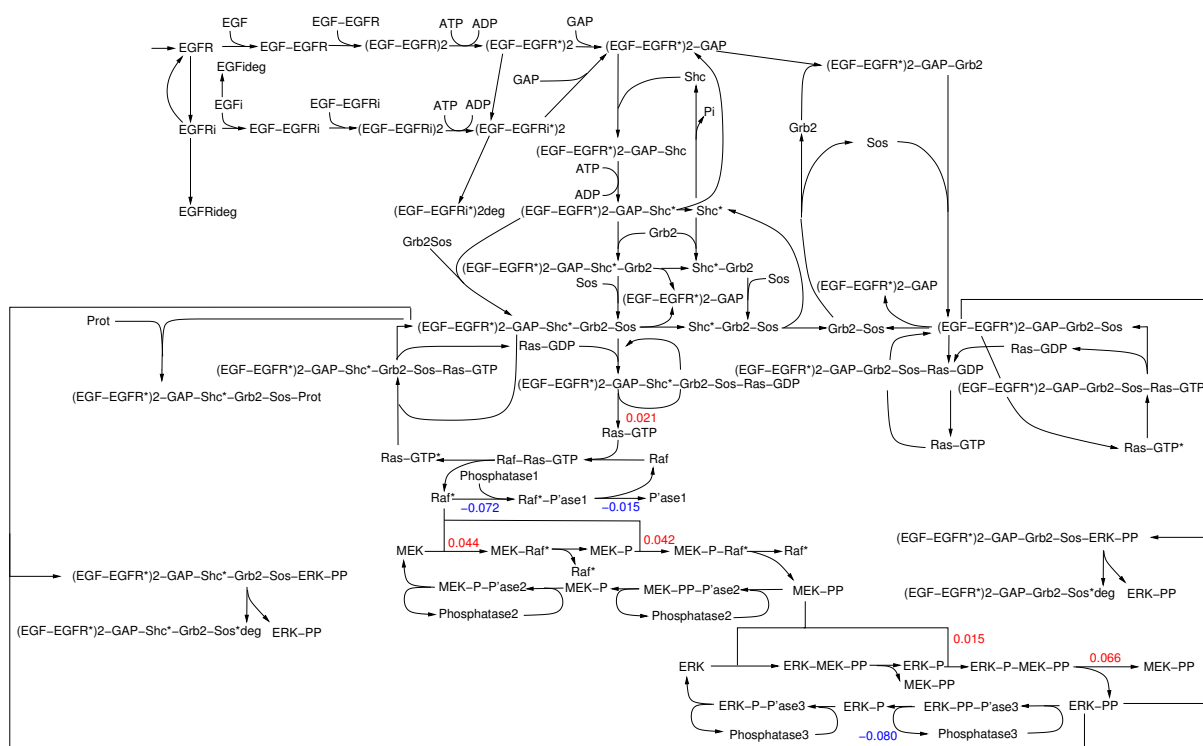 EGF
EGF−EGFR
ATP
ADP
GAP
EGFR
EGF−EGFR
(EGF−EGFR)2
(EGF−EGFR*)2
(EGF−EGFR*)2−GAP
(EGF−EGFR*)2−GAP−Grb2
EGFideg
GAP
Shc
EGFi
EGF−EGFRi
ATP
ADP
Pi
EGFRi
EGF−EGFRi
(EGF−EGFRi)2
(EGF−EGFRi*)2
Grb2
Sos
(EGF−EGFR*)2−GAP−Shc
ATP
ADP
EGFRideg
(EGF−EGFRi*)2deg
(EGF−EGFR*)2−GAP−Shc*
Shc*
Grb2
Grb2Sos
(EGF−EGFR*)2−GAP−Shc*−Grb2
Shc*−Grb2
Sos
Sos
(EGF−EGFR*)2−GAP
(EGF−EGFR*)2−GAP
Prot
(EGF−EGFR*)2−GAP−Shc*−Grb2−Sos
Shc*−Grb2−Sos
Grb2−Sos
(EGF−EGFR*)2−GAP−Grb2−Sos
Ras−GDP
Ras−GDP
(EGF−EGFR*)2−GAP−Shc*−Grb2−Sos−Ras−GTP
(EGF−EGFR*)2−GAP−Grb2−Sos−Ras−GDP
(EGF−EGFR*)2−GAP−Shc*−Grb2−Sos−Ras−GDP
(EGF−EGFR*)2−GAP−Grb2−Sos−Ras−GTP
(EGF−EGFR*)2−GAP−Shc*−Grb2−Sos−Prot
0.021
Ras−GTP
Ras−GTP
Ras−GTP*
Ras−GTP*
Raf−Ras−GTP
Raf
Phosphatase1
Raf*
Raf*−P'ase1
P'ase1
−0.072
−0.015
0.044
0.042
MEK
MEK−Raf*
MEK−P
MEK−P−Raf*
Raf*
Raf*
(EGF−EGFR*)2−GAP−Grb2−Sos−ERK−PP
(EGF−EGFR*)2−GAP−Shc*−Grb2−Sos−ERK−PP
MEK−P−P'ase2
MEK−P
MEK−PP−P'ase2
MEK−PP
(EGF−EGFR*)2−GAP−Grb2−Sos*deg
ERK−PP
Phosphatase2
Phosphatase2
(EGF−EGFR*)2−GAP−Shc*−Grb2−Sos*deg
ERK−PP
0.015
0.066
ERK
ERK−MEK−PP
ERK−P
ERK−P−MEK−PP
MEK−PP
MEK−PP
ERK−P−P'ase3
ERK−P
ERK−PP−P'ase3
ERK−PP
Phosphatase3
−0.080
Phosphatase3